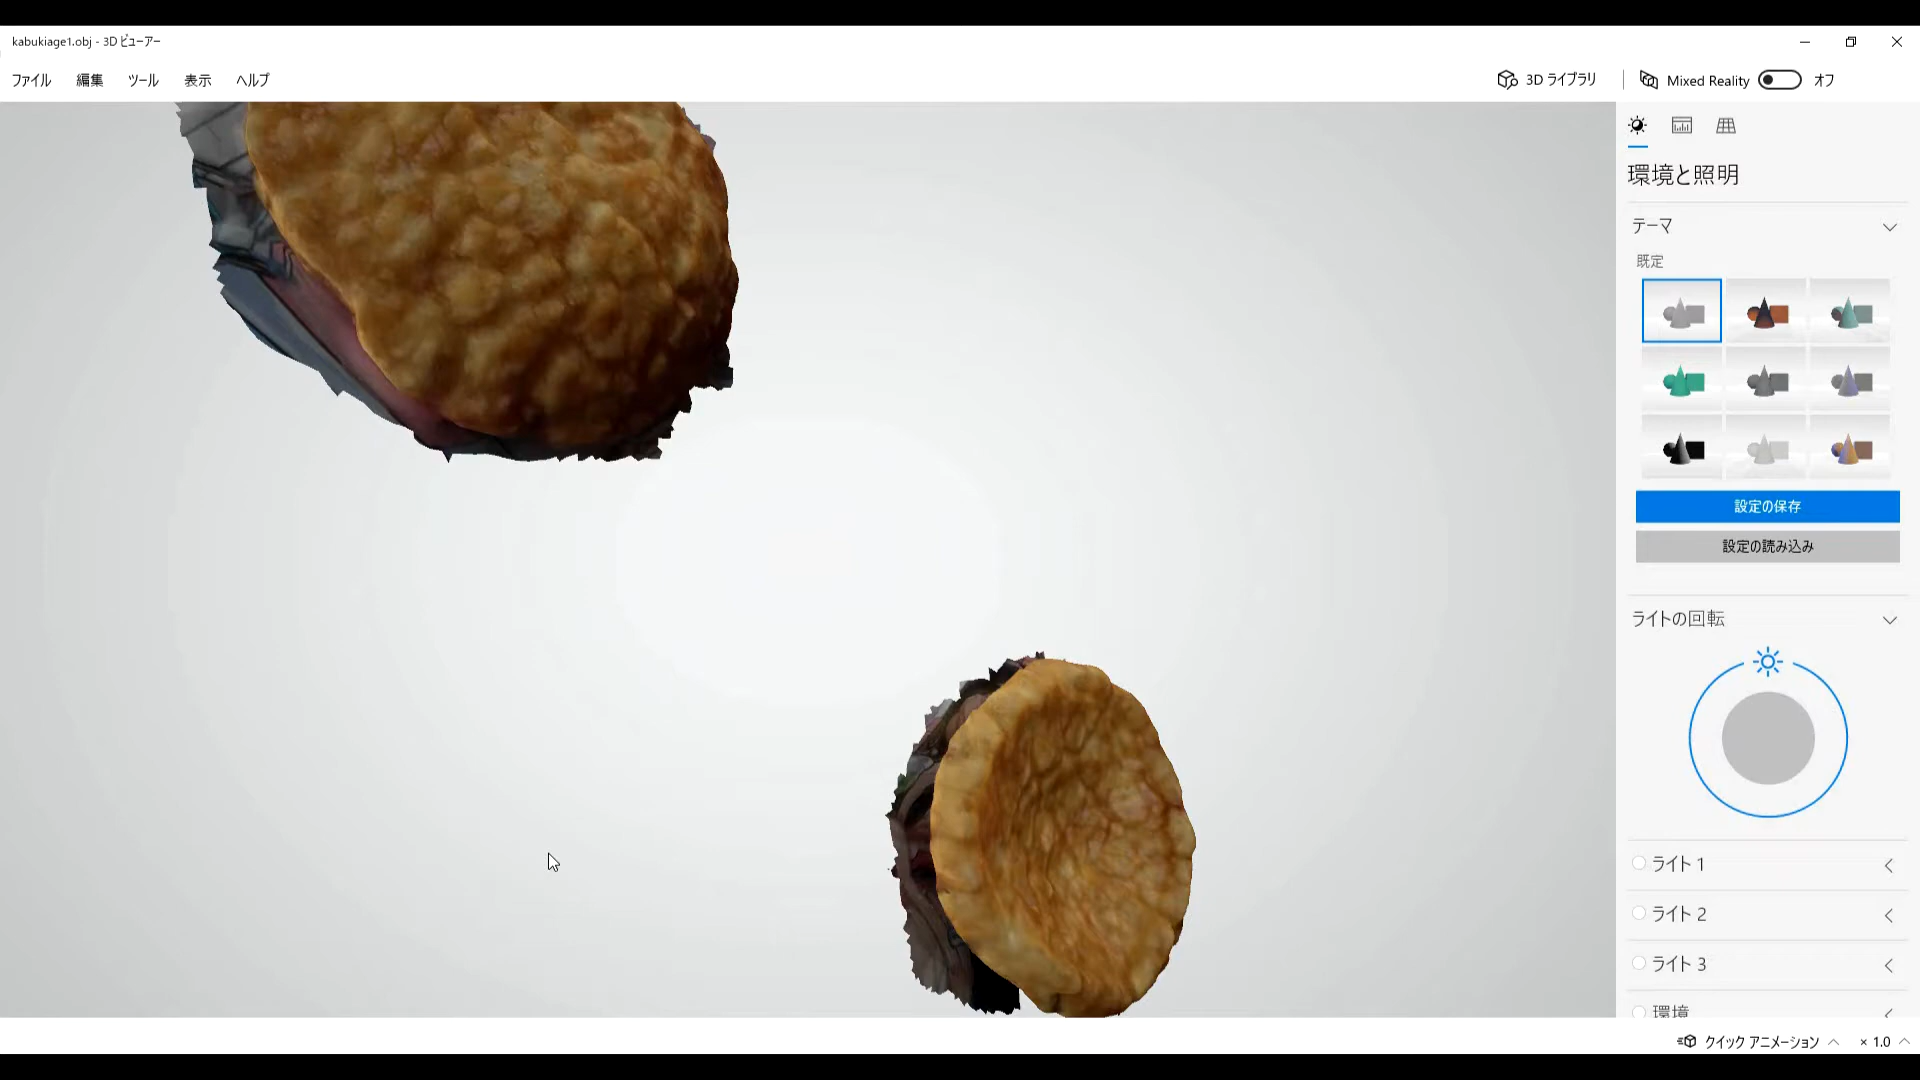 kabukiage1.obj - 3D ビューアー
ファイル 編集 ツール 表示 ヘルプ 3D ライブラリ Mixed Reality オフ
環境と照明
テーマ
既定
設定の保存
設定の読み込み
ライトの回転
ライト 1
ライト 2
ライト 3
環境
クイック アニメーション × 1.0